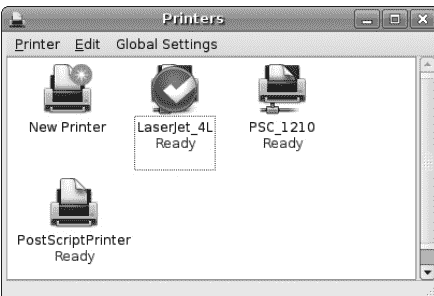 Printers
Printer Edit Global Settings
New Printer
LaserJet_4L
Ready
PSC_1210
Ready
PostScriptPrinter
Ready